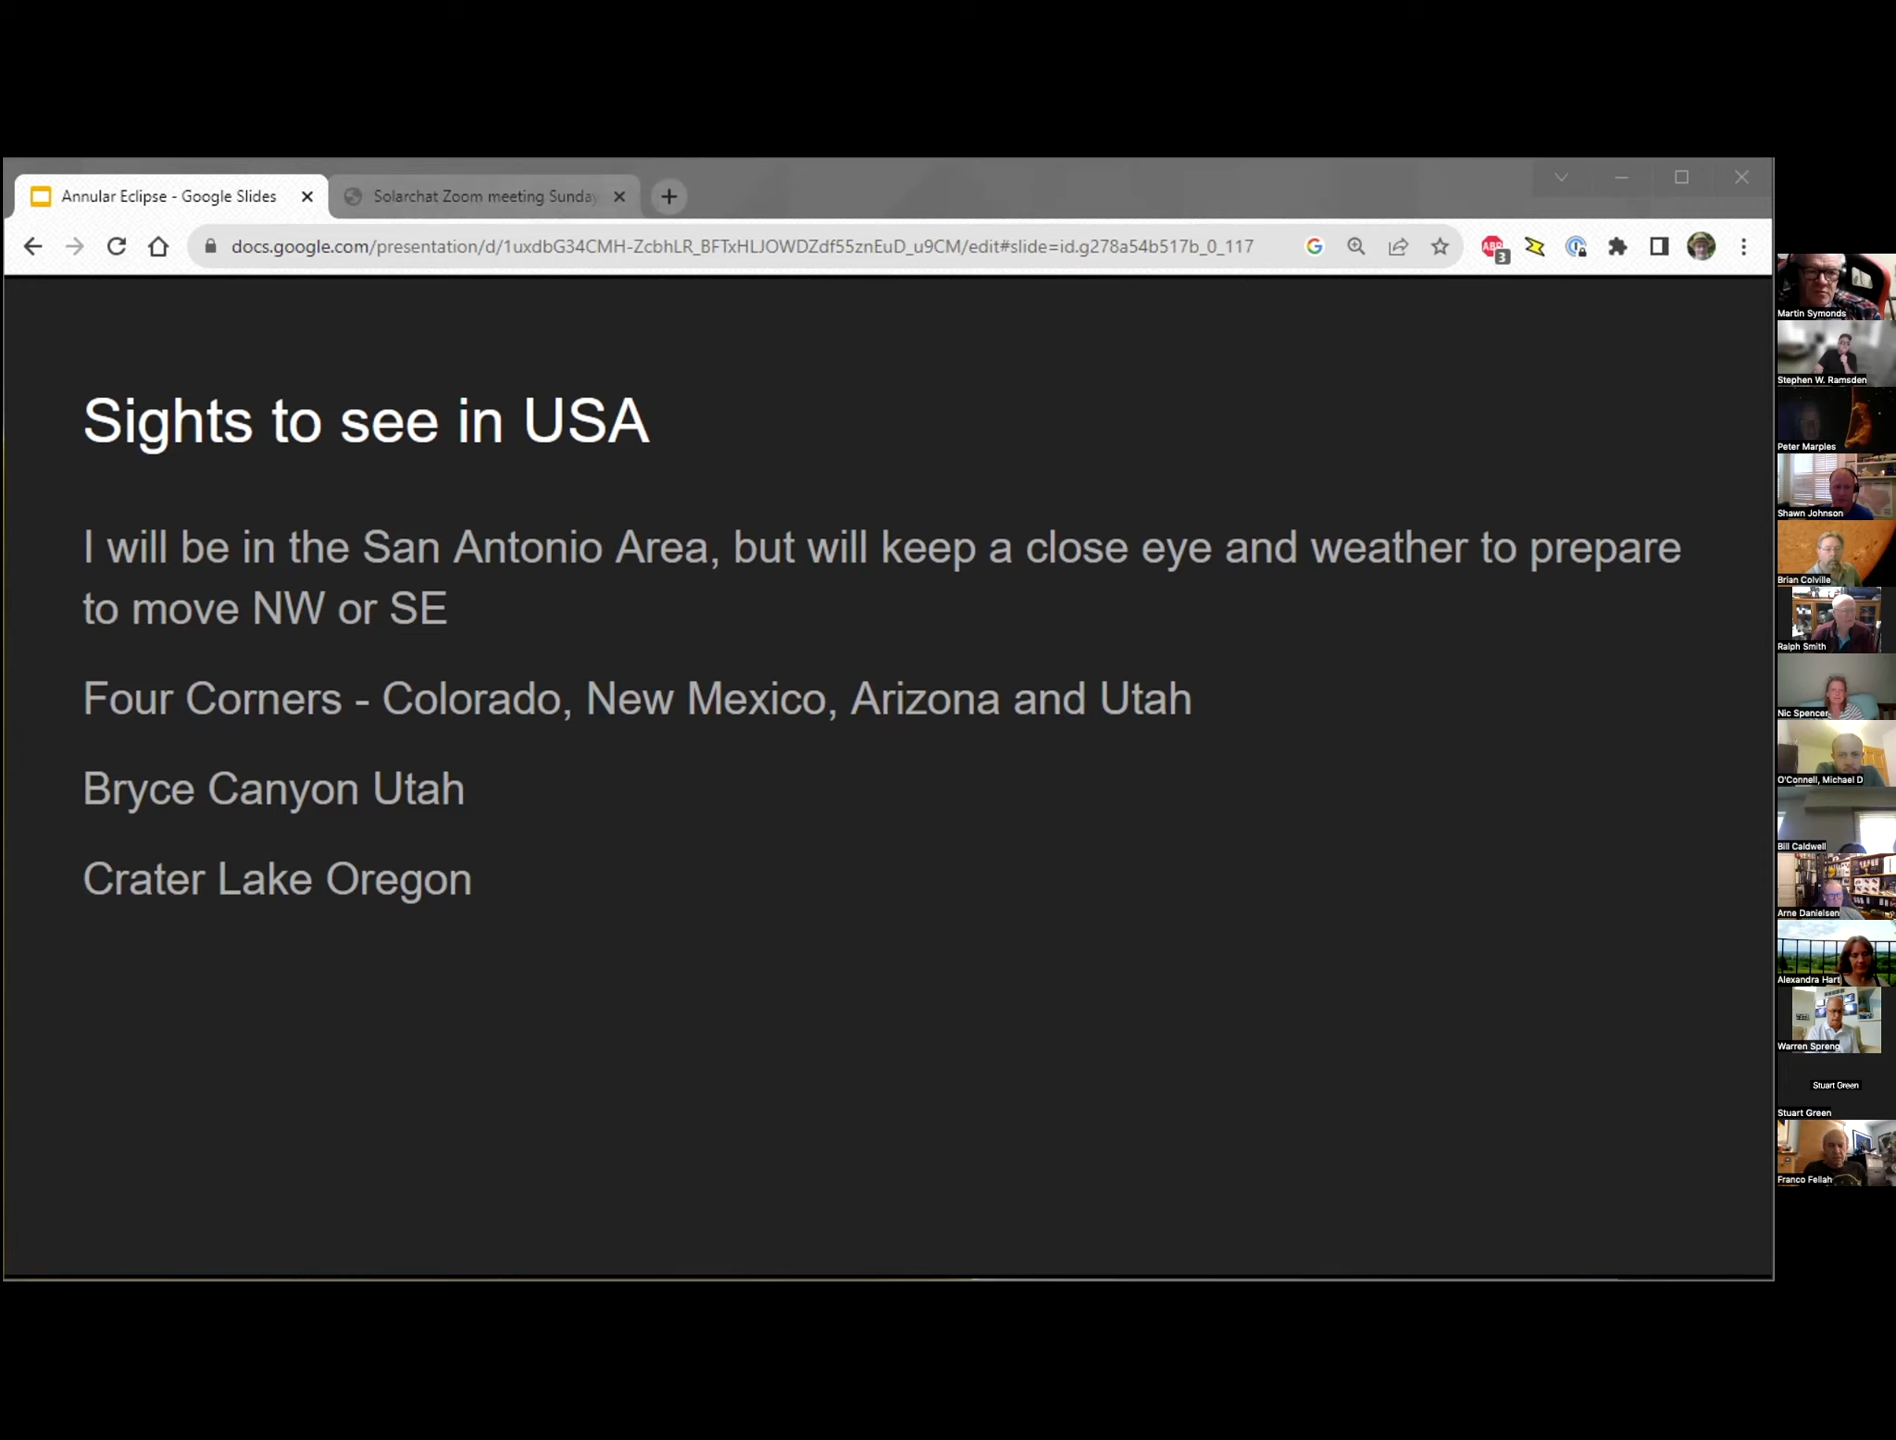 Annular Eclipse - Google Slides
Solarchat Zoom meeting Sunday
docs.google.com/presentation/d/1uxdbG34CMH-ZcbhLR_BFTxHLJOWDZdf55znEuD_u9CM/edit#slide=id.g278a54b517b_0_117
ABP
3
Sights to see in USA
I will be in the San Antonio Area, but will keep a close eye and weather to prepare
to move NW or SE
Four Corners - Colorado, New Mexico, Arizona and Utah
Bryce Canyon Utah
Crater Lake Oregon
Martin Symonds
Stephen W. Ramsden
Peter Marples
Shawn Johnson
Brian Colville
Ralph Smith
Nic Spencer
O'Connell, Michael D
Bill Caldwell
Arne Danielsen
Alexandra Hart
Warren Spreng
Stuart Green
Stuart Green
Franco Fellah